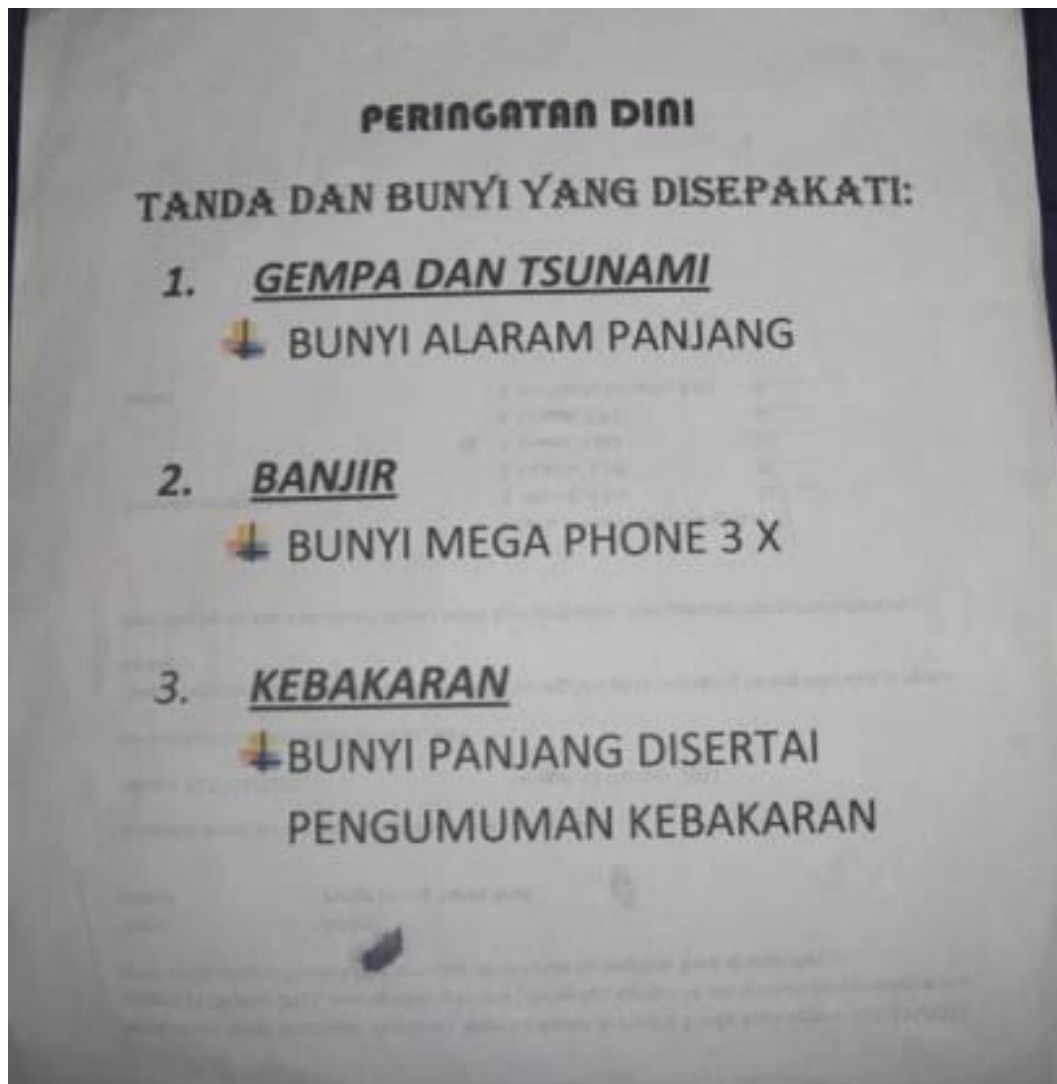 PERINGATAN DINI
TANDA DAN BUNYI YANG DISEPAKATI:
1. GEMPA DAN TSUNAMI
BUNYI ALARAM PANJANG
2. BANJIR
BUNYI MEGA PHONE 3 X
3. KEBAKARAN
BUNYI PANJANG DISERTAI
PENGUMUMAN KEBAKARAN